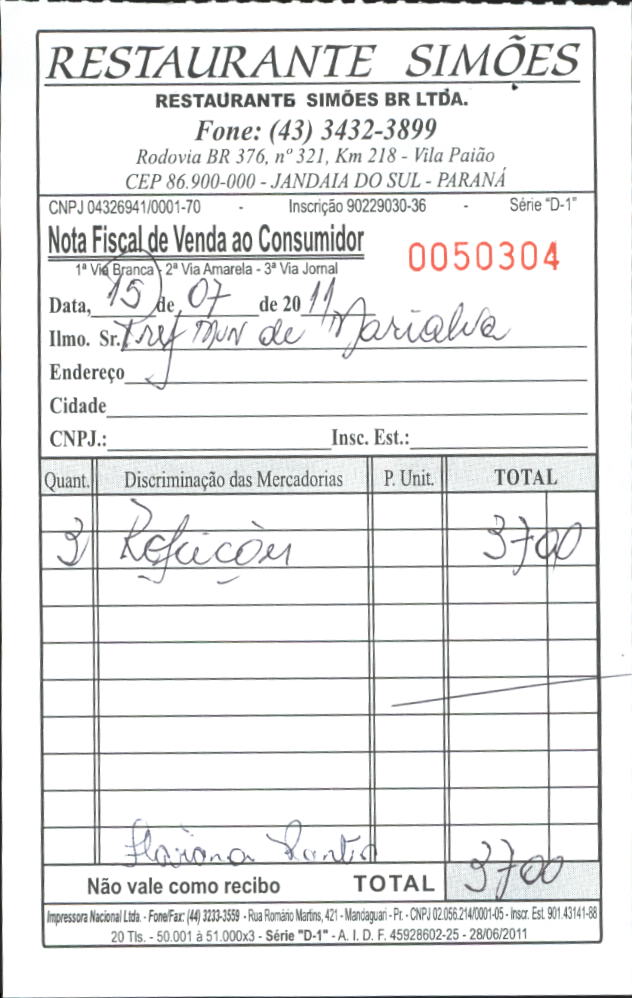 RESTAURANTE SIMÕES
RESTAURANTE SIMÕES BR LTDA.
Fone: (43) 3432-3899
Rodovia BR 376, nº 321, Km 218 - Vila Paião
CEP 86.900-000 - JANDAIA DO SUL - PARANÁ
CNPJ 04326941/0001-70 - Inscrição 90229030-36 - Série "D-1"
Nota Fiscal de Venda ao Consumidor 0050304
1ª Via Branca - 2ª Via Amarela - 3ª Via Jornal
Data, 15 de 07 de 2011
Ilmo. Sr. Pref Mun de Marialva
Endereço
Cidade
CNPJ.: Insc. Est.:
Quant. Discriminação das Mercadorias P. Unit. TOTAL
3 Refeições 37 00
Não vale como recibo TOTAL 37 00
Impressora Nacional Ltda. - Fone/Fax: (44) 3233-3559 - Rua Romário Martins, 421 - Mandaguari - Pr. - CNPJ 02.056.214/0001-05 - Inscr. Est. 901.43141-88
20 Tls. - 50.001 à 51.000x3 - Série "D-1" - A. I. D. F. 45928602-25 - 28/06/2011